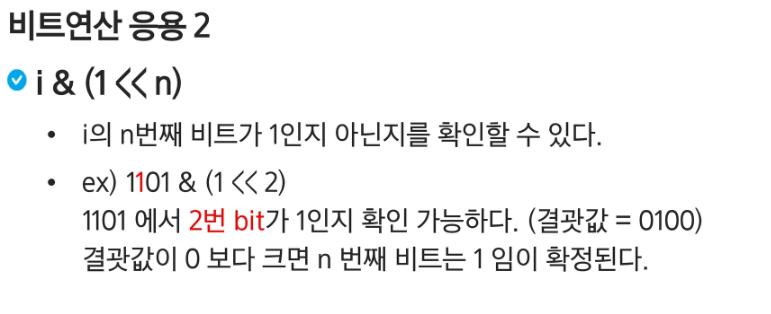 비트연산 응용 2
i & (1 << n)
• i의 n번째 비트가 1인지 아닌지를 확인할 수 있다.
• ex) 1101 & (1 << 2)
1101 에서 2번 bit가 1인지 확인 가능하다. (결괏값 = 0100)
결괏값이 0 보다 크면 n 번째 비트는 1 임이 확정된다.